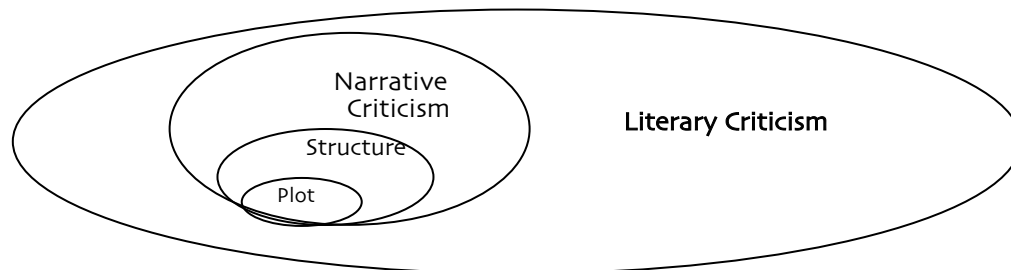 Narrative
Criticism
Literary Criticism
Structure
Plot